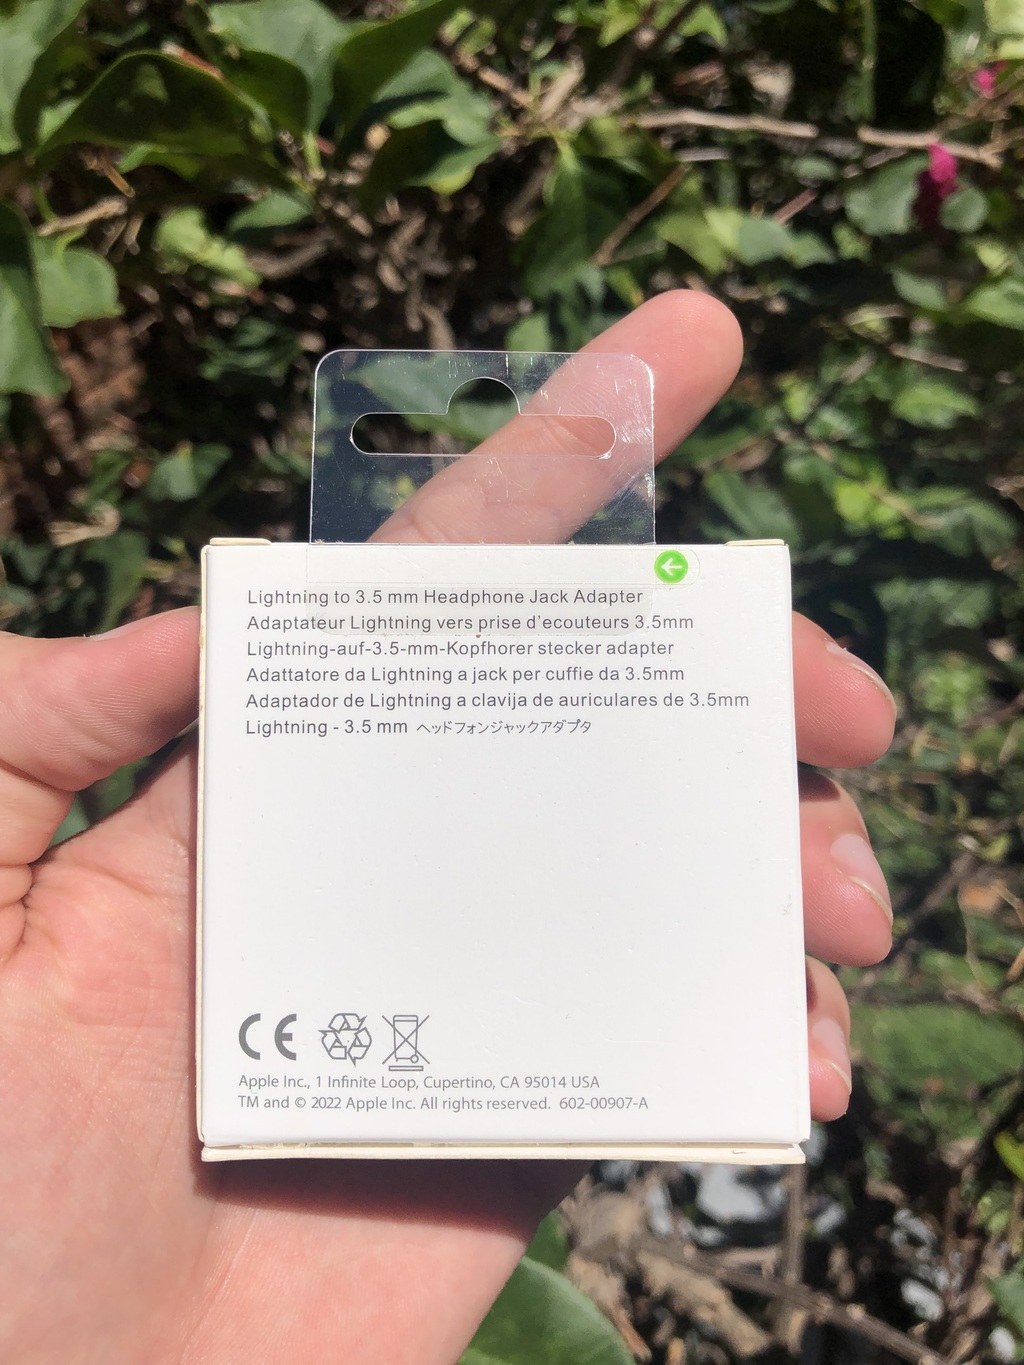 Lightning to 3.5 mm Headphone Jack Adapter
Adaptateur Lightning vers prise d'ecouteurs 3.5mm
Lightning-auf-3.5-mm-Kopfhorer stecker adapter
Adattatore da Lightning a jack per cuffie da 3.5mm
Adaptador de Lightning a clavija de auriculares de 3.5mm
Lightning - 3.5 mm ヘッドフォンジャックアダプタ
CE
Apple Inc., 1 Infinite Loop, Cupertino, CA 95014 USA
TM and © 2022 Apple Inc. All rights reserved. 602-00907-A